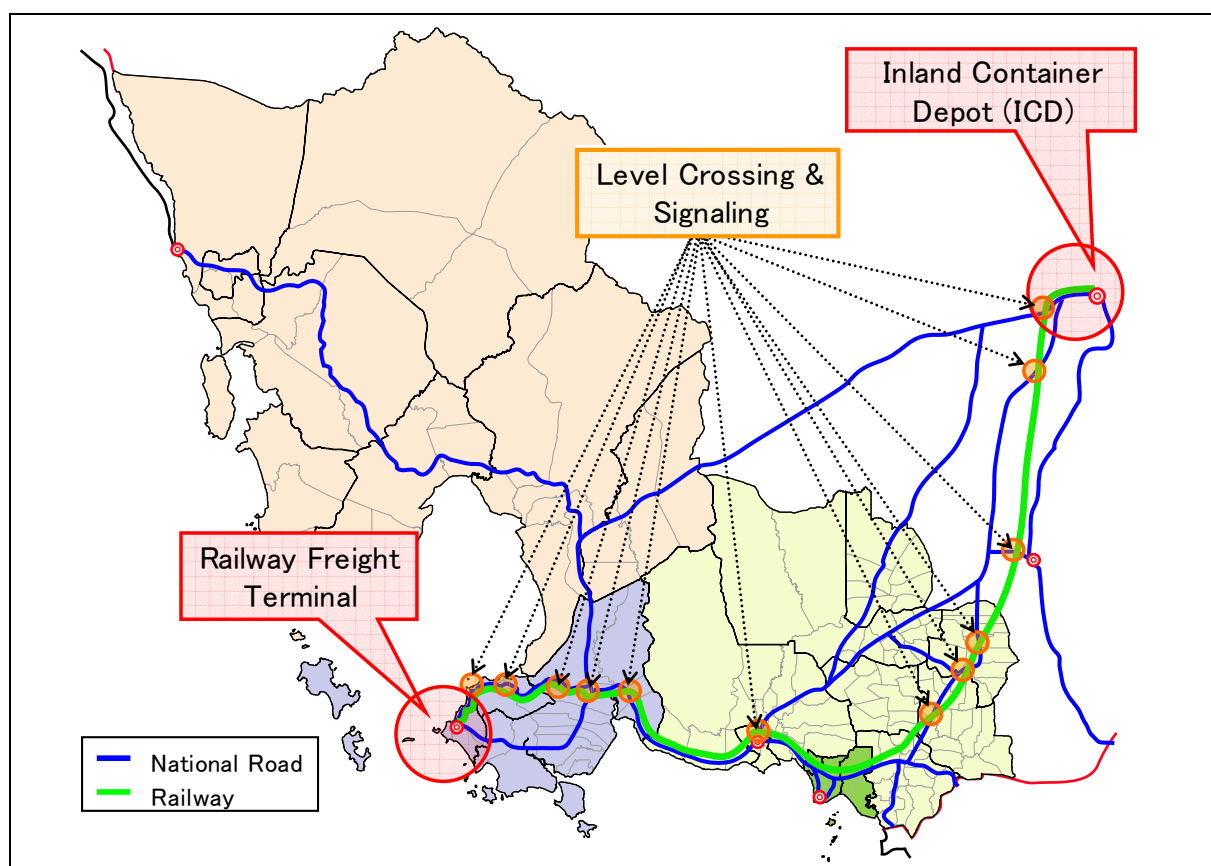 Inland Container
Depot (ICD)
Level Crossing &
Signaling
Railway Freight
Terminal
National Road
Railway